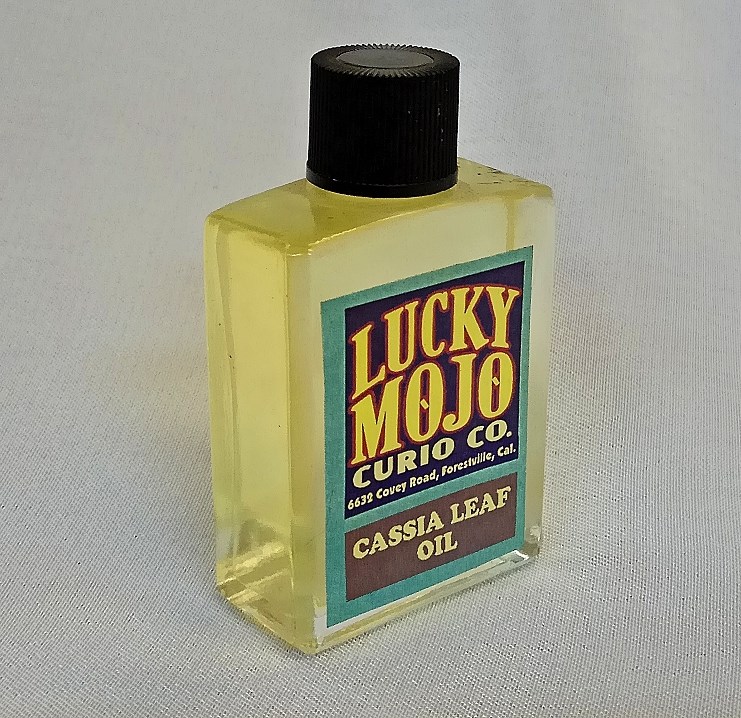 LUCKY
MOJO
CURIO CO.
6632 Covey Road, Forestville, Cal.
CASSIA LEAF
OIL